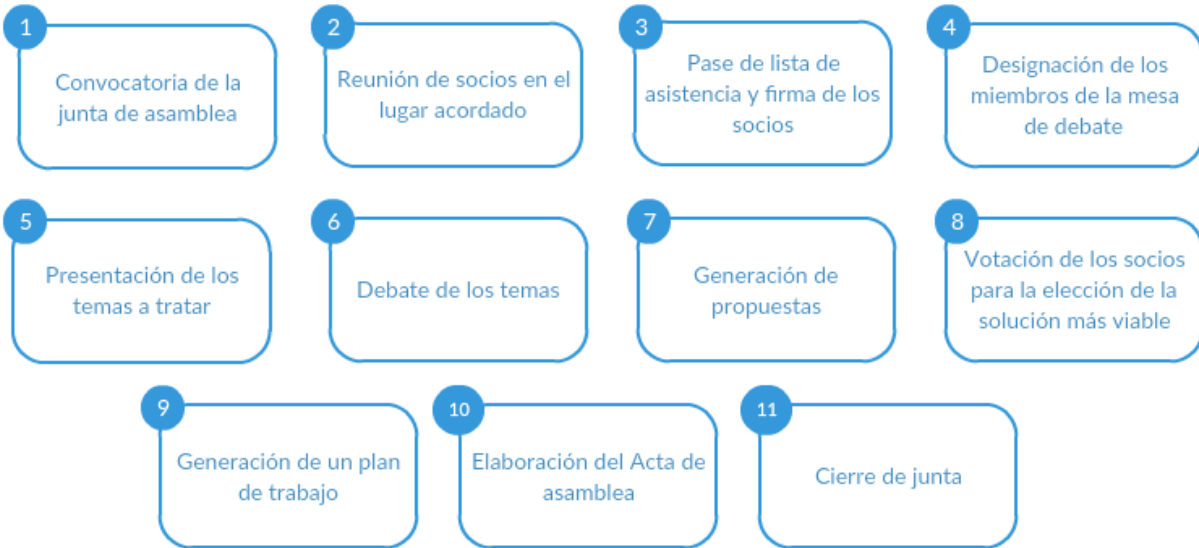 1
Convocatoria de la
junta de asamblea
2
Reunión de socios en el
lugar acordado
3
Pase de lista de
asistencia y firma de los
socios
4
Designación de los
miembros de la mesa
de debate
5
Presentación de los
temas a tratar
6
Debate de los temas
7
Generación de
propuestas
8
Votación de los socios
para la elección de la
solución más viable
9
Generación de un plan
de trabajo
10
Elaboración del Acta de
asamblea
11
Cierre de junta